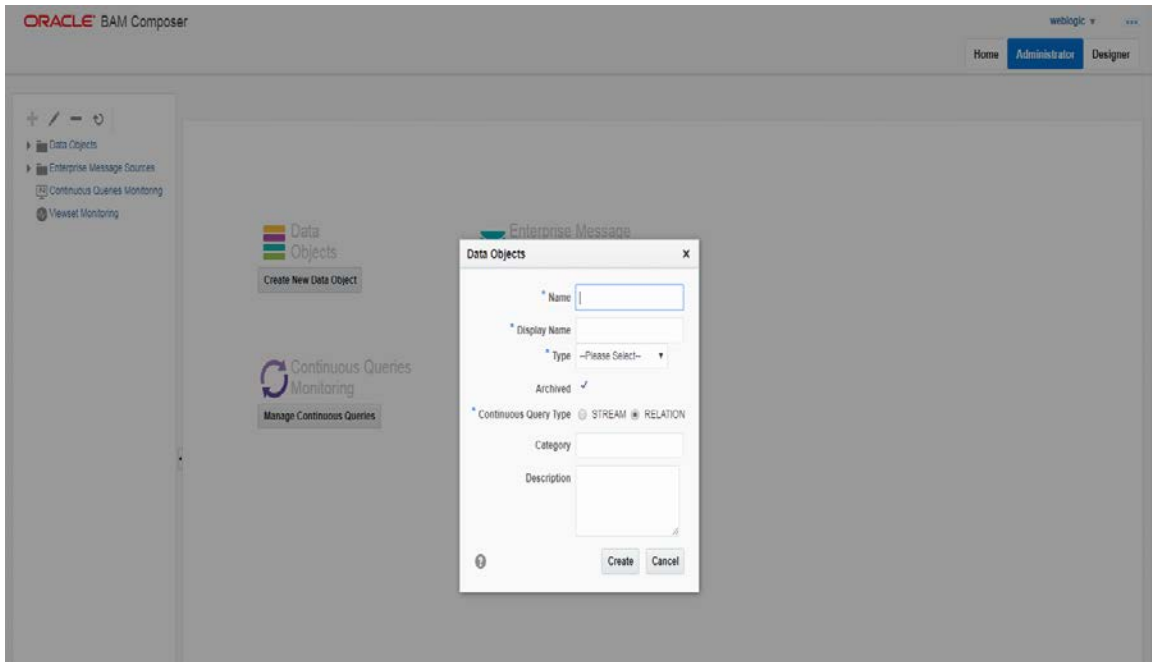 ORACLE® BAM Composer
weblogic
Home Administrator Designer
Data Objects
Enterprise Message Sources
Continuous Queries Monitoring
Viewset Monitoring
Data
Objects
Create New Data Object
Enterprise Message
Continuous Queries
Monitoring
Manage Continuous Queries
Data Objects x
* Name
* Display Name
* Type --Please Select--
Archived ✓
* Continuous Query Type STREAM RELATION
Category
Description
? Create Cancel